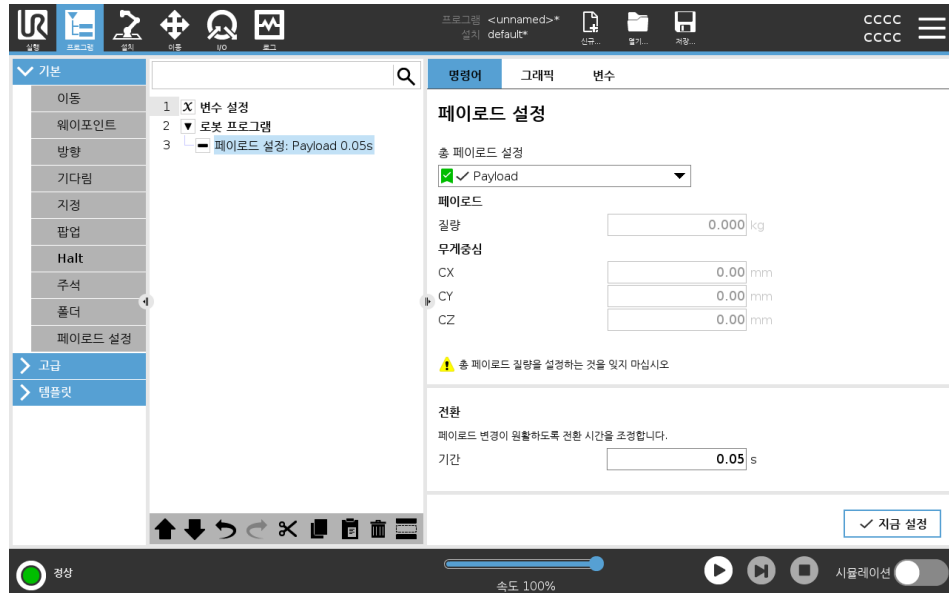 UR
실행
프로그램
설치
이동
I/O
로그
프로그램 <unnamed>*
설치 default*
신규...
열기...
저장...
CCCC
CCCC
기본
이동
웨이포인트
방향
기다림
지정
팝업
Halt
주석
폴더
페이로드 설정
고급
템플릿
1 X 변수 설정
2 로봇 프로그램
3 페이로드 설정: Payload 0.05s
명령어 그래픽 변수
페이로드 설정
총 페이로드 설정
Payload
페이로드
질량 0.000 kg
무게중심
CX 0.00 mm
CY 0.00 mm
CZ 0.00 mm
총 페이로드 질량을 설정하는 것을 잊지 마십시오
전환
페이로드 변경이 원활하도록 전환 시간을 조정합니다.
기간 0.05 s
지금 설정
정상
속도 100%
시뮬레이션